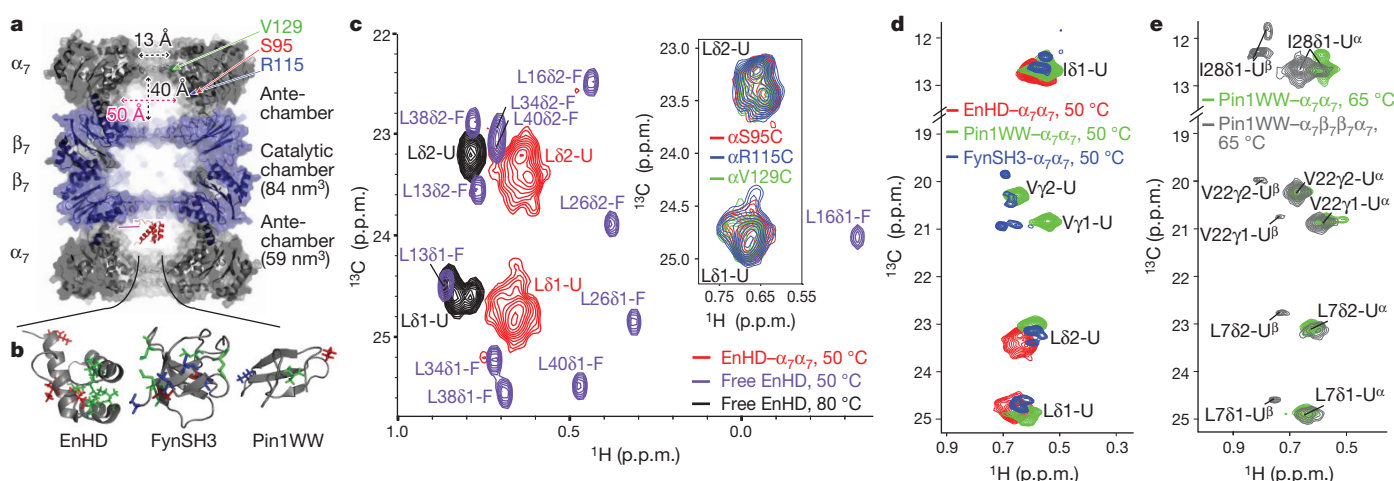 a
13 Å
V129
S95
R115
α7
40 Å
50 Å
Ante-
chamber
β7
Catalytic
chamber
(84 nm³)
β7
Ante-
chamber
(59 nm³)
α7
b
EnHD
FynSH3
Pin1WW
c
22
23
24
25
¹³C (p.p.m.)
1.0
0.5
0.0
¹H (p.p.m.)
L16δ2-F
L34δ2-F
L38δ2-F
L40δ2-F
Lδ2-U
Lδ2-U
L13δ2-F
L26δ2-F
L13δ1-F
L16δ1-F
Lδ1-U
Lδ1-U
L26δ1-F
L34δ1-F
L40δ1-F
L38δ1-F
EnHD–α7α7, 50 °C
Free EnHD, 50 °C
Free EnHD, 80 °C
Lδ2-U
23.0
23.5
24.5
25.0
¹³C (p.p.m.)
αS95C
αR115C
αV129C
Lδ1-U
0.75
0.65
0.55
¹H (p.p.m.)
d
12
13
19
20
21
22
23
24
25
¹³C (p.p.m.)
Iδ1-U
EnHD–α7α7, 50 °C
Pin1WW–α7α7, 50 °C
FynSH3-α7α7, 50 °C
Vγ2-U
Vγ1-U
Lδ2-U
Lδ1-U
0.9
0.7
0.5
0.3
¹H (p.p.m.)
e
12
13
19
20
21
22
23
24
25
¹³C (p.p.m.)
I28δ1-Uᵅ
I28δ1-Uᵝ
Pin1WW–α7α7, 65 °C
Pin1WW–α7β7β7α7,
65 °C
V22γ2-Uᵝ
V22γ2-Uᵅ
V22γ1-Uᵅ
V22γ1-Uᵝ
L7δ2-Uᵝ
L7δ2-Uᵅ
L7δ1-Uᵅ
L7δ1-Uᵝ
0.9
0.7
0.5
¹H (p.p.m.)